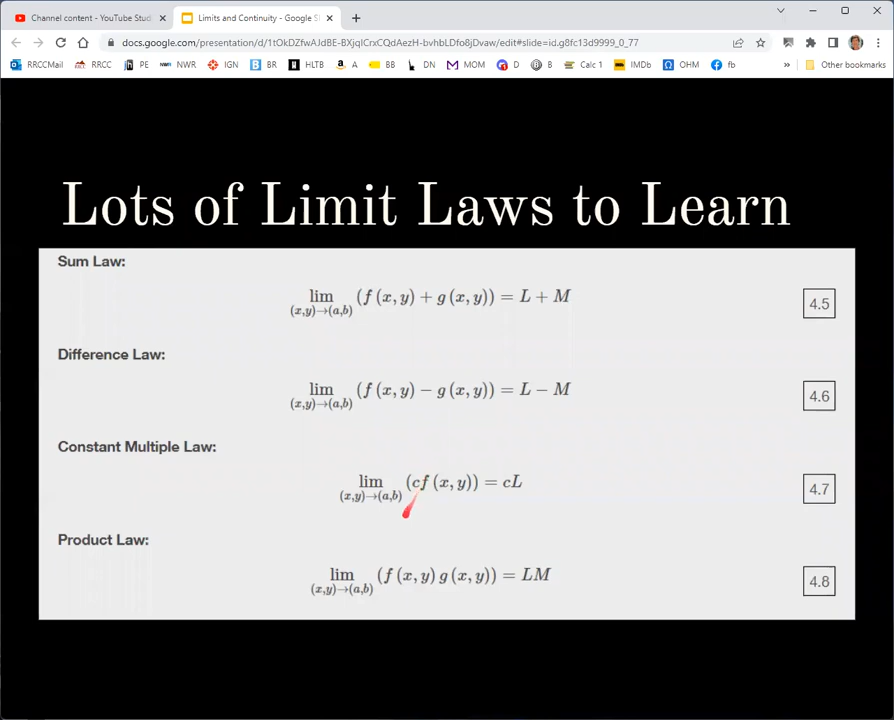 Channel content - YouTube Stud
Limits and Continuity - Google Sl
docs.google.com/presentation/d/1tOkDZfwAJdBE-BXjqICrxCQdAezH-bvhbLDfo8jDvaw/edit#slide=id.g8fc13d9999_0_77
RRCCMail RRCC PE NWR IGN BR HLTB A BB DN MOM D B Calc 1 IMDb OHM fb » Other bookmarks
Lots of Limit Laws to Learn
Sum Law:
lim (x,y)→(a,b) (f (x, y) + g (x, y)) = L + M 4.5
Difference Law:
lim (x,y)→(a,b) (f (x, y) − g (x, y)) = L − M 4.6
Constant Multiple Law:
lim (x,y)→(a,b) (cf (x, y)) = cL 4.7
Product Law:
lim (x,y)→(a,b) (f (x, y) g (x, y)) = LM 4.8